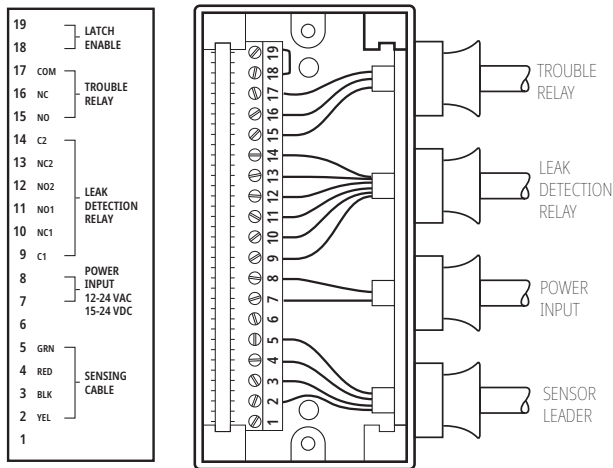 19
18
LATCH
ENABLE
17 COM
16 NC
15 NO
TROUBLE
RELAY
14 C2
13 NC2
12 NO2
11 NO1
10 NC1
9 C1
LEAK
DETECTION
RELAY
8
7
POWER
INPUT
12-24 VAC
15-24 VDC
6
5 GRN
4 RED
3 BLK
2 YEL
SENSING
CABLE
1
19
18
17
16
15
14
13
12
11
10
9
8
7
6
5
4
3
2
1
TROUBLE
RELAY
LEAK
DETECTION
RELAY
POWER
INPUT
SENSOR
LEADER